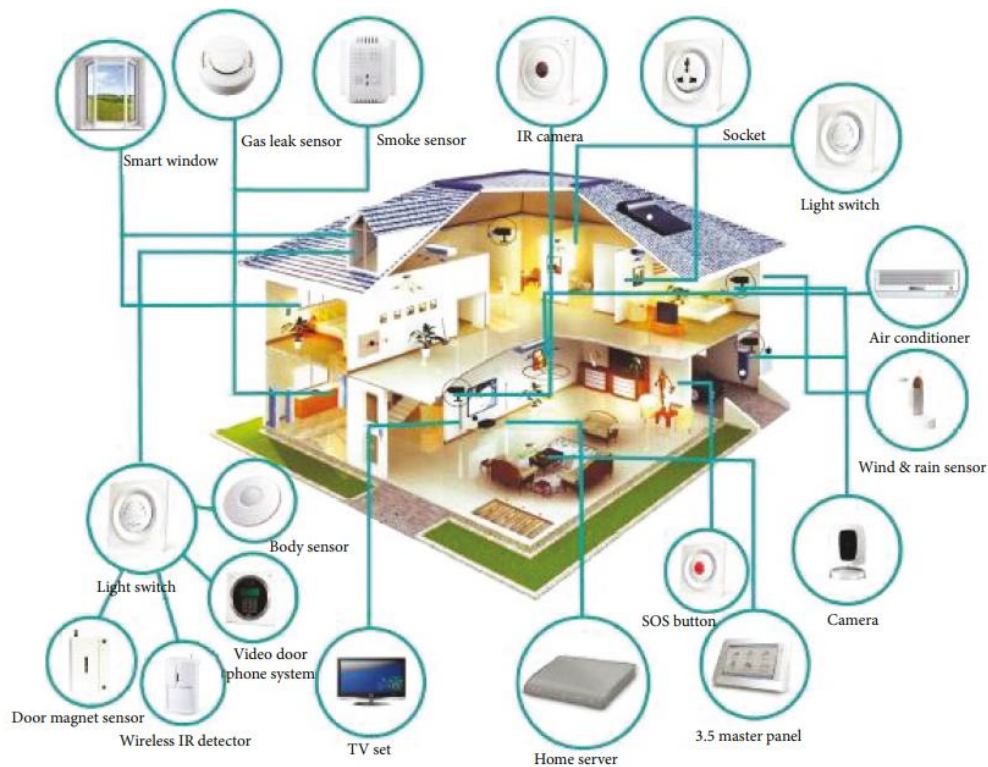 Smart window
Gas leak sensor
Smoke sensor
IR camera
Socket
Light switch
Air conditioner
Wind & rain sensor
Body sensor
Light switch
Video door
phone system
Door magnet sensor
Wireless IR detector
TV set
Home server
SOS button
3.5 master panel
Camera